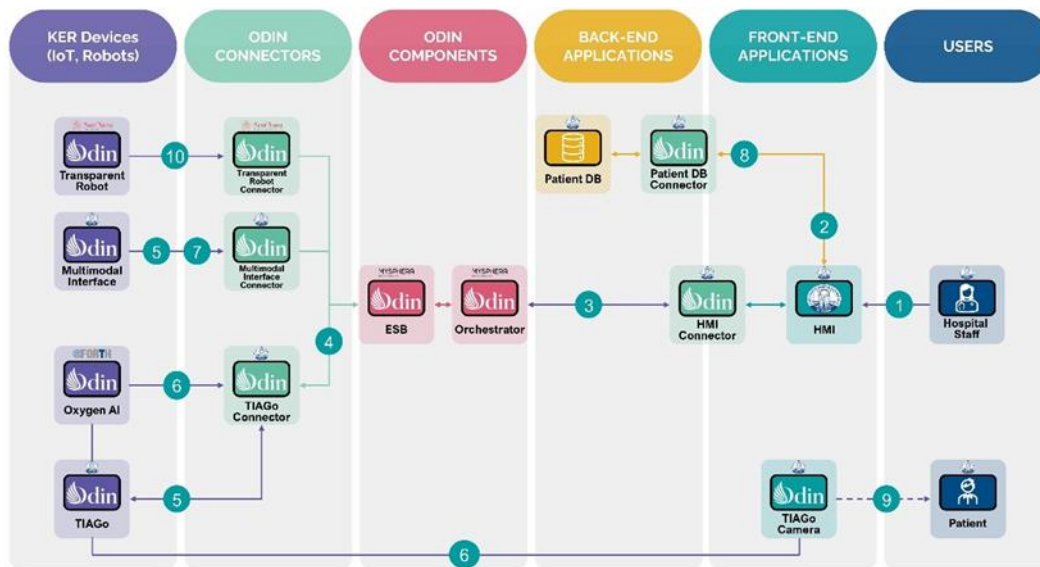 KER Devices
(IoT, Robots)
ODIN
CONNECTORS
ODIN
COMPONENTS
BACK-END
APPLICATIONS
FRONT-END
APPLICATIONS
USERS
Odin
Transparent
Robot
10
Odin
Transparent
Robot
Connector
Patient DB
Odin
Patient DB
Connector
8
Odin
Multimodal
Interface
5
7
Odin
Multimodal
Interface
Connector
2
MYSPHERA
Odin
ESB
MYSPHERA
Odin
Orchestrator
3
Odin
HMI
Connector
HMI
1
Hospital
Staff
4
FORTH
Odin
Oxygen AI
6
Odin
TIAGo
Connector
Odin
TIAGo
5
Odin
TIAGo
Camera
9
Patient
6